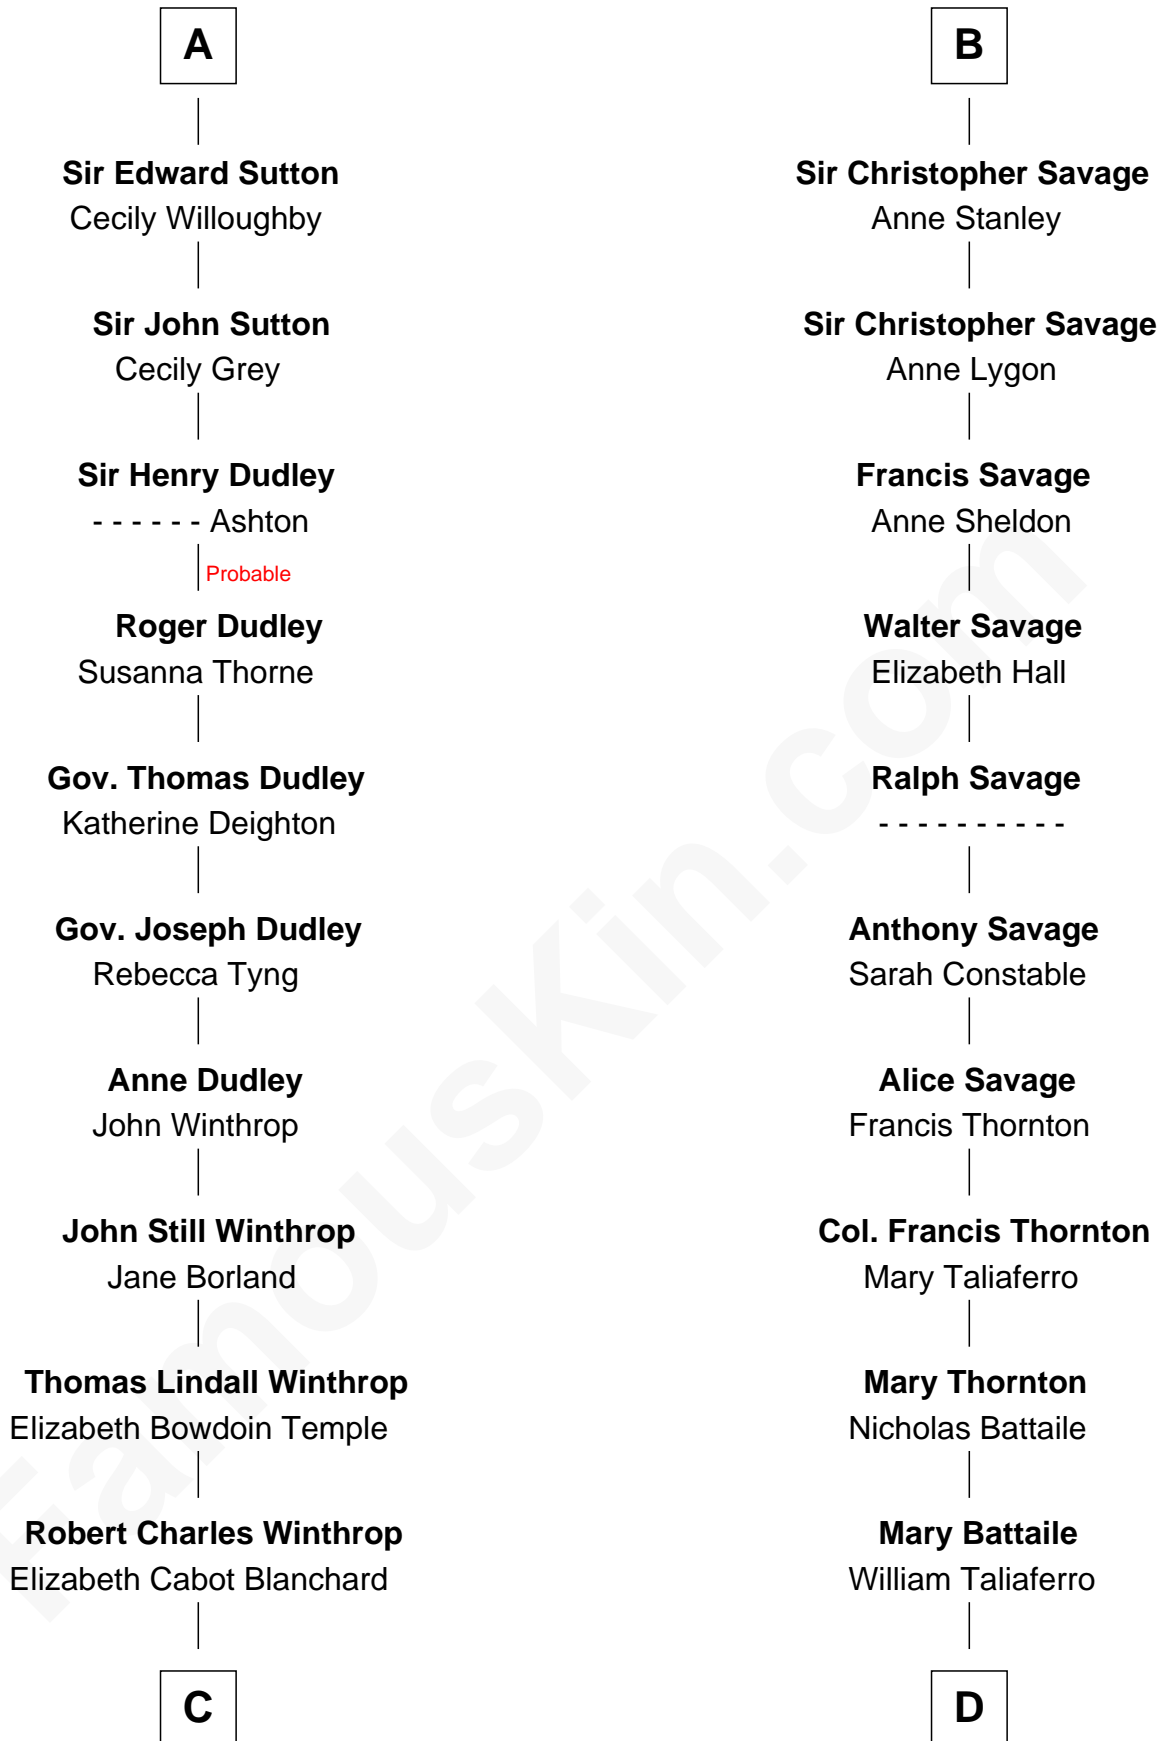 A
Sir Edward Sutton
Cecily Willoughby
Sir John Sutton
Cecily Grey
Sir Henry Dudley
- - - - - - Ashton
Probable
Roger Dudley
Susanna Thorne
Gov. Thomas Dudley
Katherine Deighton
Gov. Joseph Dudley
Rebecca Tyng
Anne Dudley
John Winthrop
John Still Winthrop
Jane Borland
Thomas Lindall Winthrop
Elizabeth Bowdoin Temple
Robert Charles Winthrop
Elizabeth Cabot Blanchard
C
B
Sir Christopher Savage
Anne Stanley
Sir Christopher Savage
Anne Lygon
Francis Savage
Anne Sheldon
Walter Savage
Elizabeth Hall
Ralph Savage
- - - - - - - - - -
Anthony Savage
Sarah Constable
Alice Savage
Francis Thornton
Col. Francis Thornton
Mary Taliaferro
Mary Thornton
Nicholas Battaile
Mary Battaile
William Taliaferro
D
FamousKin.com